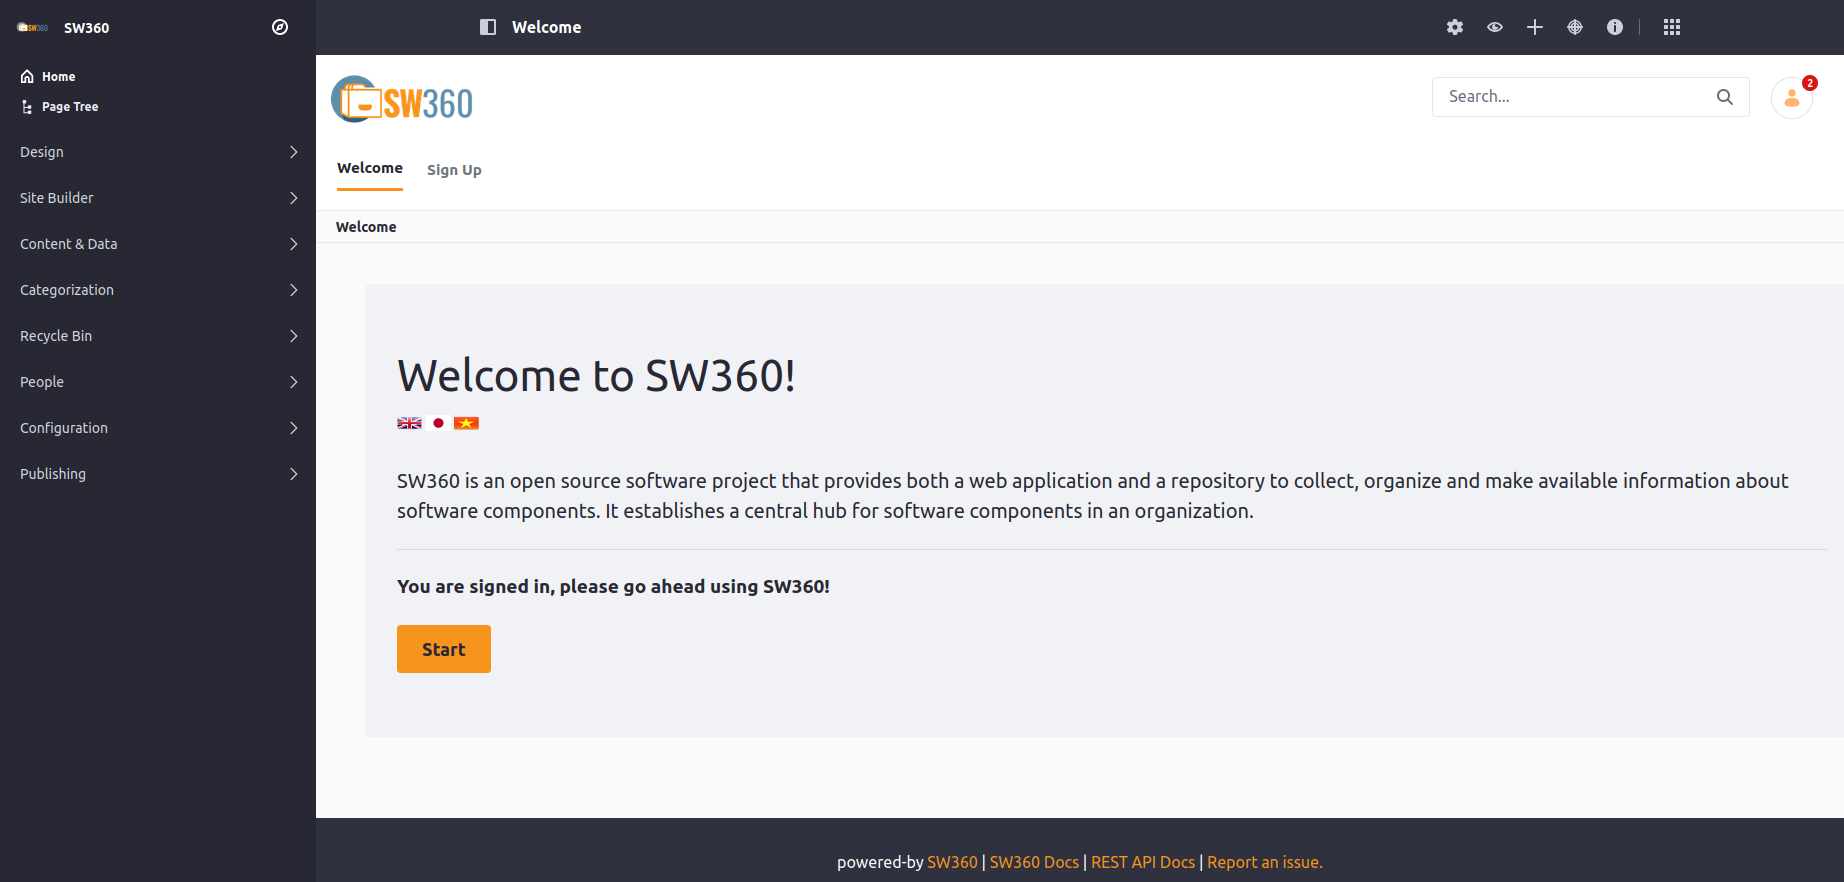 SW360
Home
Page Tree
Design
Site Builder
Content & Data
Categorization
Recycle Bin
People
Configuration
Publishing
Welcome
SW360
Search...
2
Welcome
Sign Up
Welcome
Welcome to SW360!
SW360 is an open source software project that provides both a web application and a repository to collect, organize and make available information about
software components. It establishes a central hub for software components in an organization.
You are signed in, please go ahead using SW360!
Start
powered-by SW360 | SW360 Docs | REST API Docs | Report an issue.